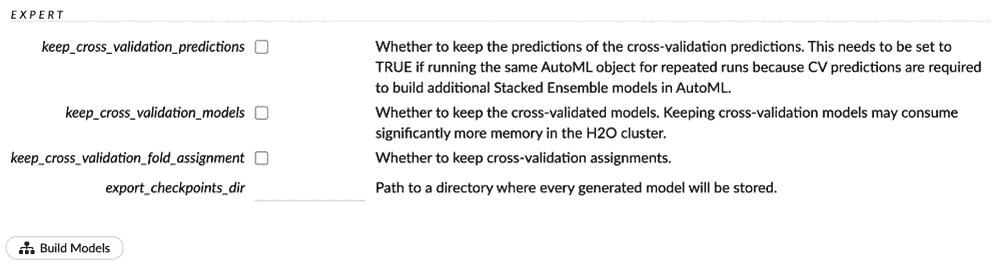 EXPERT
keep_cross_validation_predictions Whether to keep the predictions of the cross-validation predictions. This needs to be set to
TRUE if running the same AutoML object for repeated runs because CV predictions are required
to build additional Stacked Ensemble models in AutoML.
keep_cross_validation_models Whether to keep the cross-validated models. Keeping cross-validation models may consume
significantly more memory in the H2O cluster.
keep_cross_validation_fold_assignment Whether to keep cross-validation assignments.
export_checkpoints_dir Path to a directory where every generated model will be stored.
Build Models